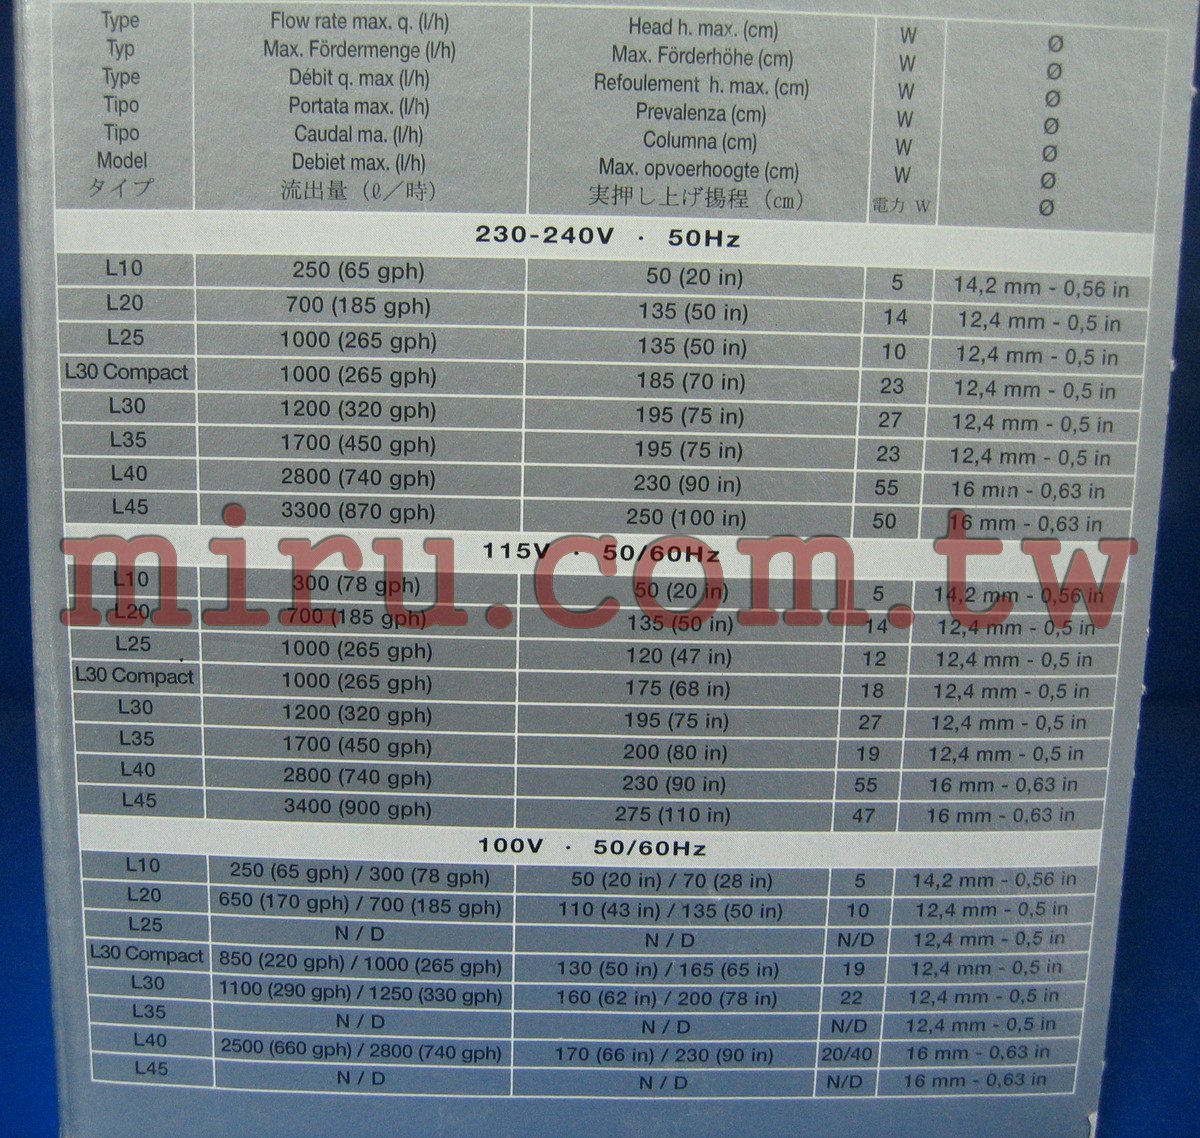 Type Flow rate max. q. (l/h) Head h. max. (cm) W Ø
Typ Max. Fördermenge (l/h) Max. Förderhöhe (cm) W Ø
Type Débit q. max (l/h) Refoulement h. max. (cm) W Ø
Tipo Portata max. (l/h) Prevalenza (cm) W Ø
Tipo Caudal ma. (l/h) Columna (cm) W Ø
Model Debiet max. (l/h) Max. opvoerhoogte (cm) W Ø
タイプ 流出量 (ℓ/時) 実押し上げ揚程 (cm) 電力 W Ø
230-240V · 50Hz
L10 250 (65 gph) 50 (20 in) 5 14,2 mm - 0,56 in
L20 700 (185 gph) 135 (50 in) 14 12,4 mm - 0,5 in
L25 1000 (265 gph) 135 (50 in) 10 12,4 mm - 0,5 in
L30 Compact 1000 (265 gph) 185 (70 in) 23 12,4 mm - 0,5 in
L30 1200 (320 gph) 195 (75 in) 27 12,4 mm - 0,5 in
L35 1700 (450 gph) 195 (75 in) 23 12,4 mm - 0,5 in
L40 2800 (740 gph) 230 (90 in) 55 16 mm - 0,63 in
L45 3300 (870 gph) 250 (100 in) 50 16 mm - 0,63 in
miru.com.tw
115V · 50/60Hz
L10 300 (78 gph) 50 (20 in) 5 14,2 mm - 0,56 in
L20 700 (185 gph) 135 (50 in) 14 12,4 mm - 0,5 in
L25 1000 (265 gph) 120 (47 in) 12 12,4 mm - 0,5 in
L30 Compact 1000 (265 gph) 175 (68 in) 18 12,4 mm - 0,5 in
L30 1200 (320 gph) 195 (75 in) 27 12,4 mm - 0,5 in
L35 1700 (450 gph) 200 (80 in) 19 12,4 mm - 0,5 in
L40 2800 (740 gph) 230 (90 in) 55 16 mm - 0,63 in
L45 3400 (900 gph) 275 (110 in) 47 16 mm - 0,63 in
100V · 50/60Hz
L10 250 (65 gph) / 300 (78 gph) 50 (20 in) / 70 (28 in) 5 14,2 mm - 0,56 in
L20 650 (170 gph) / 700 (185 gph) 110 (43 in) / 135 (50 in) 10 12,4 mm - 0,5 in
L25 N / D N / D N/D 12,4 mm - 0,5 in
L30 Compact 850 (220 gph) / 1000 (265 gph) 130 (50 in) / 165 (65 in) 19 12,4 mm - 0,5 in
L30 1100 (290 gph) / 1250 (330 gph) 160 (62 in) / 200 (78 in) 22 12,4 mm - 0,5 in
L35 N / D N / D N/D 12,4 mm - 0,5 in
L40 2500 (660 gph) / 2800 (740 gph) 170 (66 in) / 230 (90 in) 20/40 16 mm - 0,63 in
L45 N / D N / D N/D 16 mm - 0,63 in